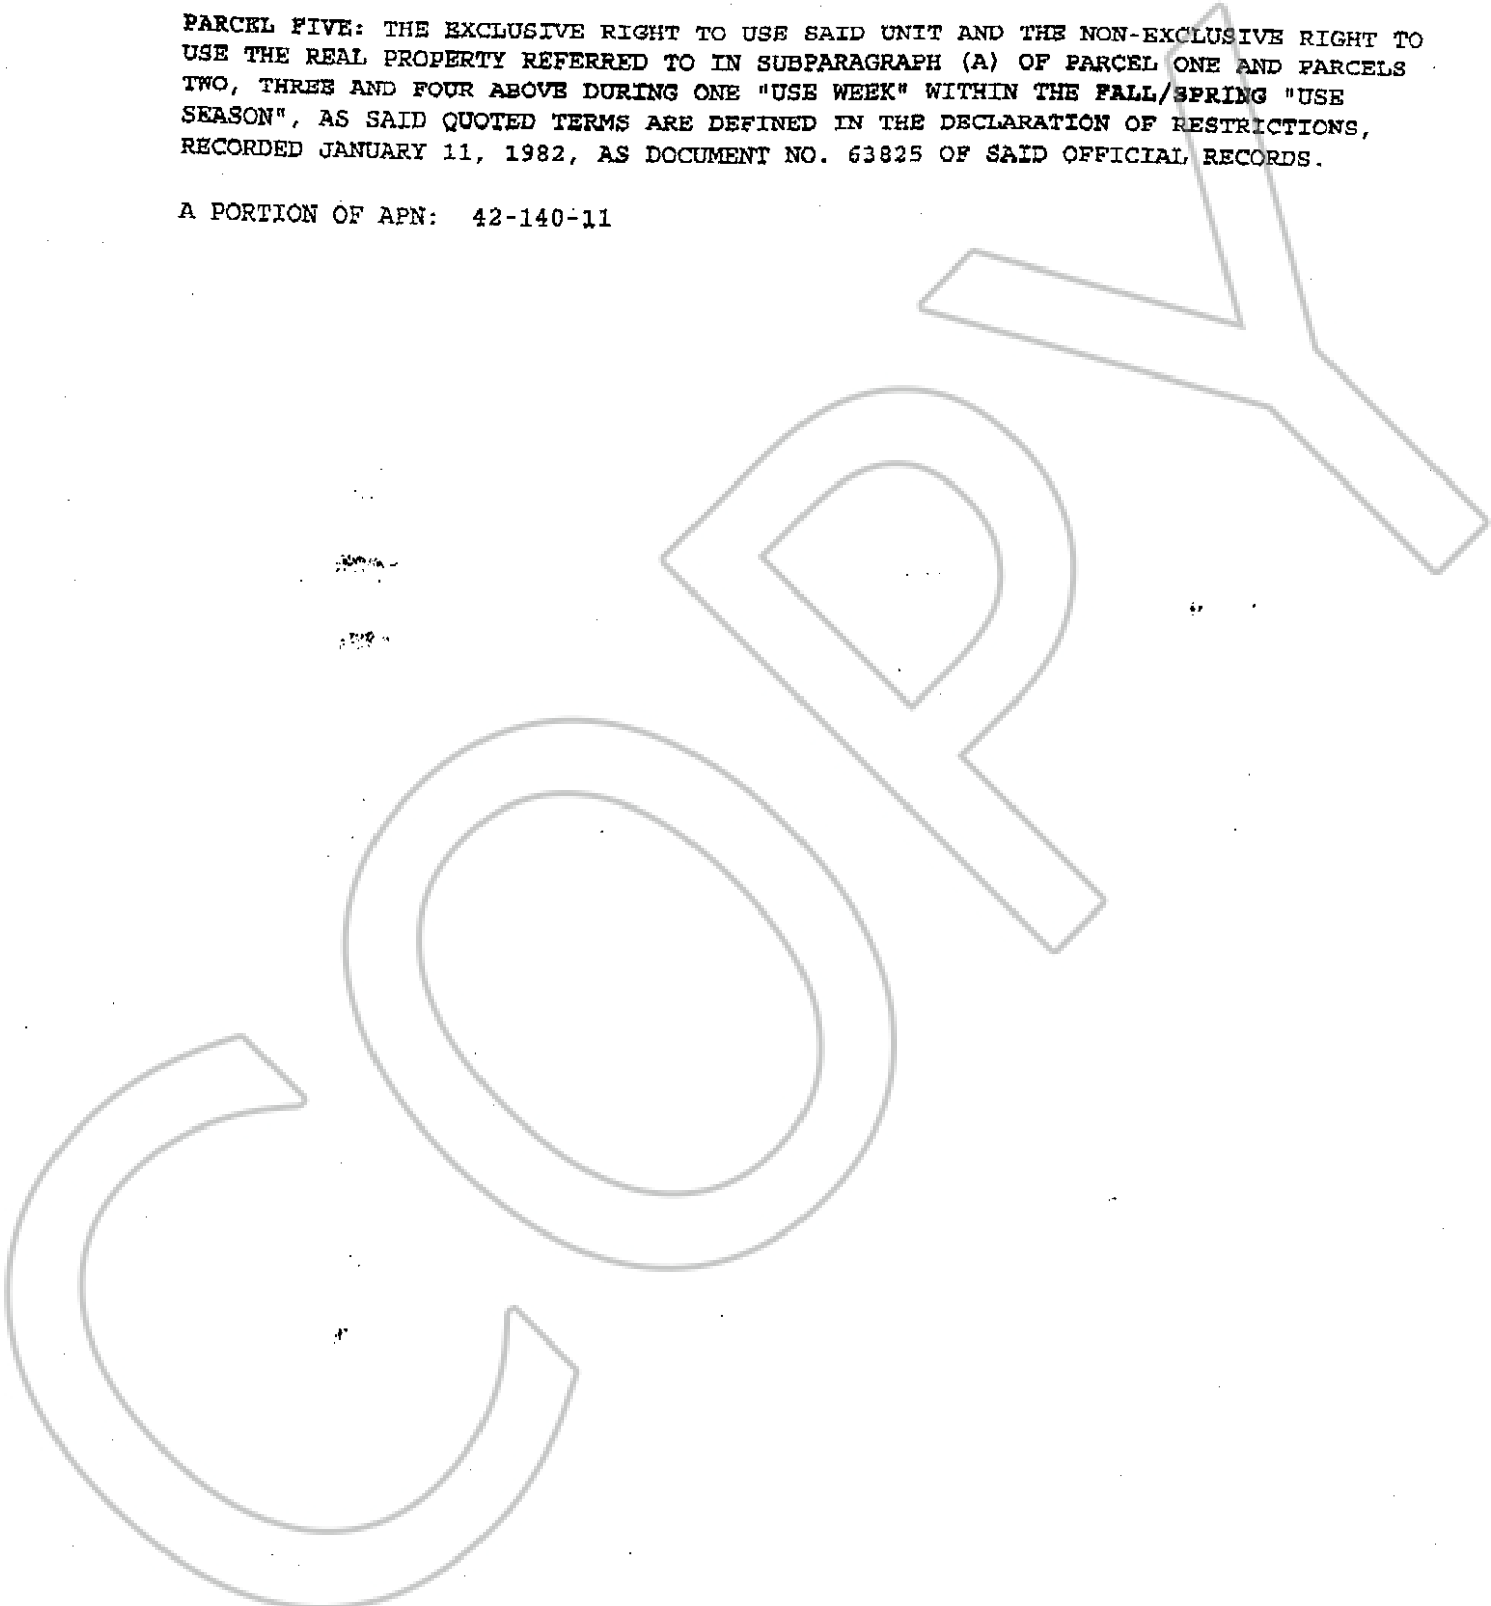 PARCEL FIVE: THE EXCLUSIVE RIGHT TO USE SAID UNIT AND THE NON-EXCLUSIVE RIGHT TO
USE THE REAL PROPERTY REFERRED TO IN SUBPARAGRAPH (A) OF PARCEL ONE AND PARCELS
TWO, THREE AND FOUR ABOVE DURING ONE "USE WEEK" WITHIN THE FALL/SPRING "USE
SEASON", AS SAID QUOTED TERMS ARE DEFINED IN THE DECLARATION OF RESTRICTIONS,
RECORDED JANUARY 11, 1982, AS DOCUMENT NO. 63825 OF SAID OFFICIAL RECORDS.
A PORTION OF APN: 42-140-11
COPY